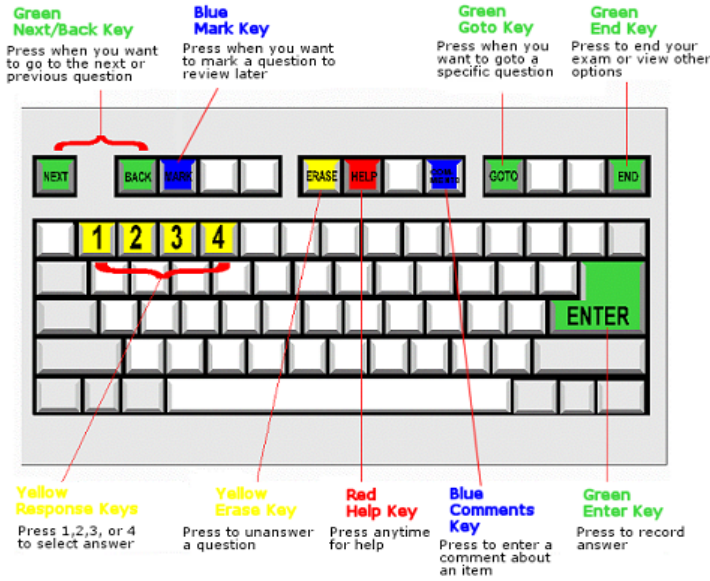 Green
Next/Back Key
Press when you want
to go to the next or
previous question
Blue
Mark Key
Press when you want
to mark a question to
review later
Green
Goto Key
Press when you
want to goto a
specific question
Green
End Key
Press to end your
exam or view other
options
NEXT
BACK
MARK
ERASE
HELP
GOTO
END
1
2
3
4
ENTER
Yellow
Response Keys
Press 1,2,3, or 4
to select answer
Yellow
Erase Key
Press to unanswer
a question
Red
Help Key
Press anytime
for help
Blue
Comments
Key
Press to enter a
comment about
an item
Green
Enter Key
Press to record
answer